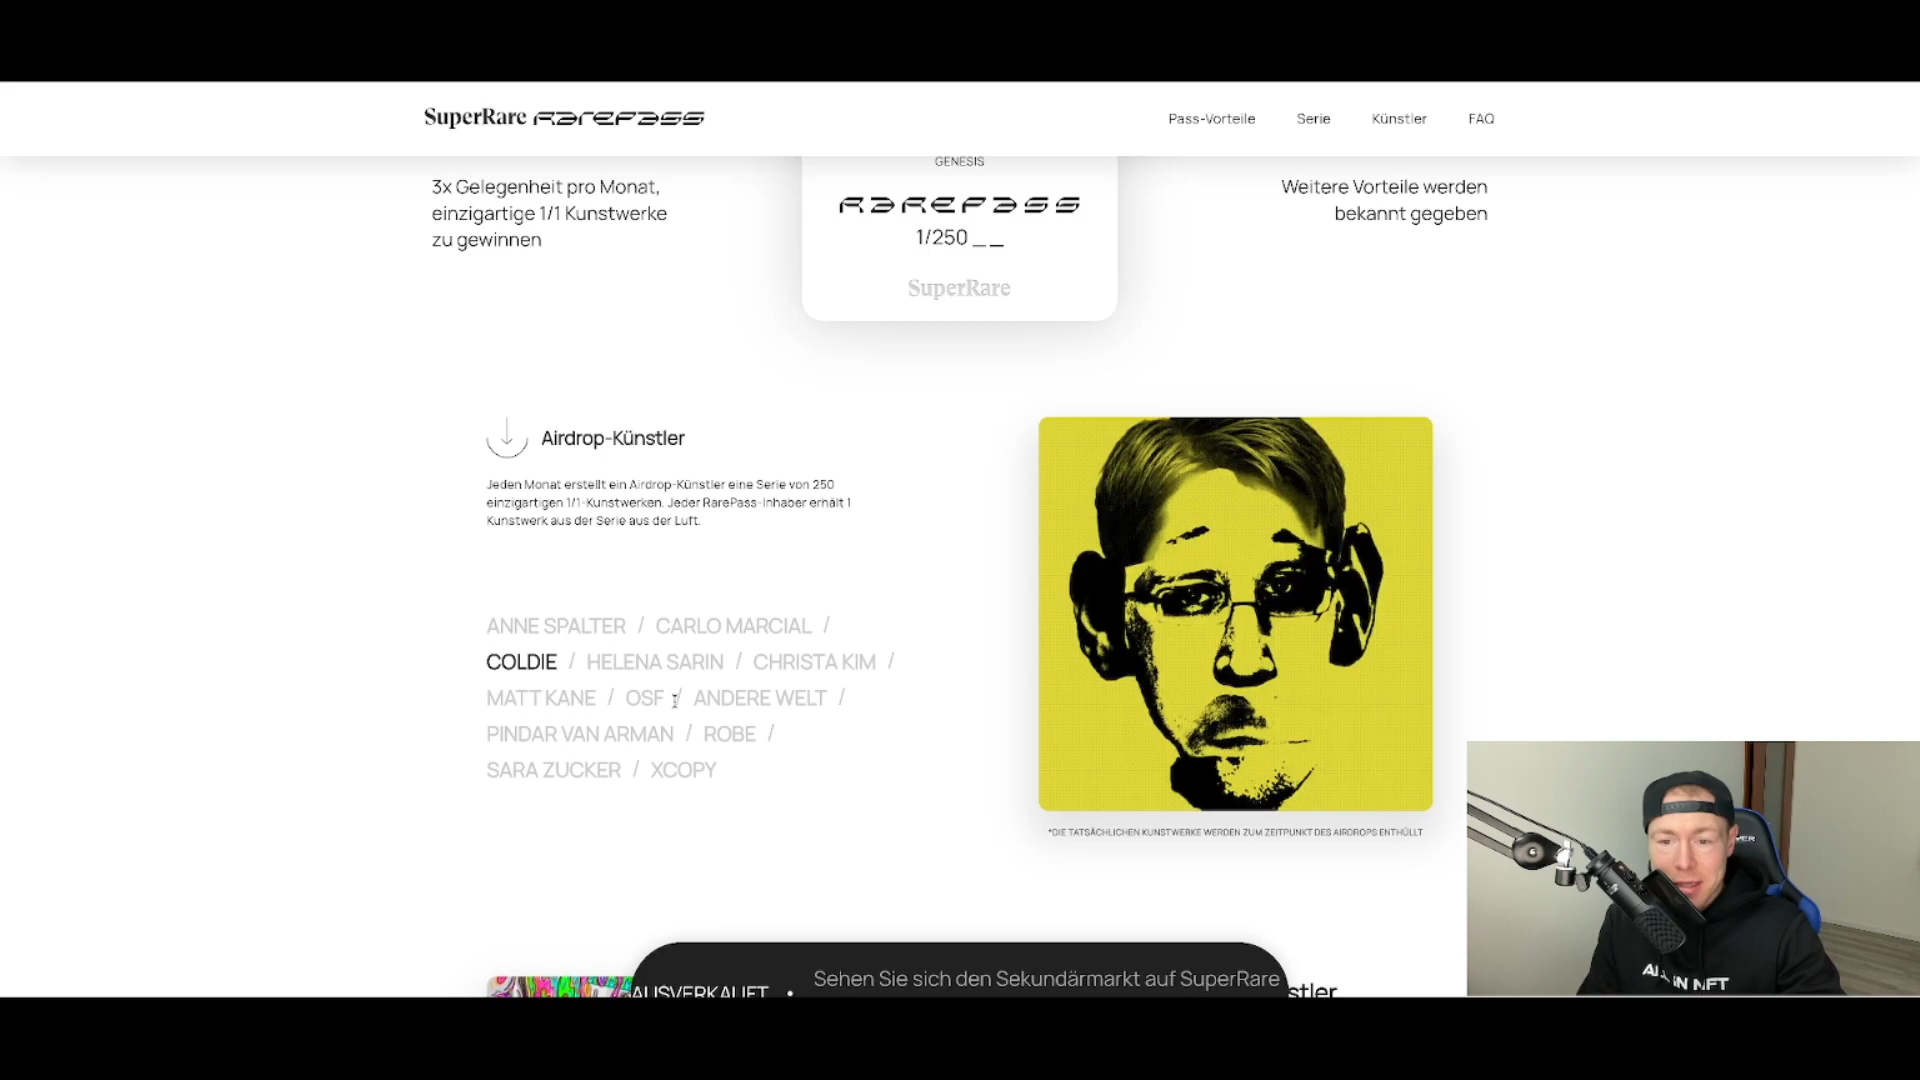 SuperRare RAREPASS
Pass-Vorteile
Serie
Künstler
FAQ
3x Gelegenheit pro Monat,
einzigartige 1/1 Kunstwerke
zu gewinnen
GENESIS
RAREPASS
1/250 _ _
SuperRare
Weitere Vorteile werden
bekannt gegeben
Airdrop-Künstler
Jeden Monat erstellt ein Airdrop-Künstler eine Serie von 250
einzigartigen 1/1-Kunstwerken. Jeder RarePass-Inhaber erhält 1
Kunstwerk aus der Serie aus der Luft.
ANNE SPALTER / CARLO MARCIAL /
COLDIE / HELENA SARIN / CHRISTA KIM /
MATT KANE / OSF / ANDERE WELT /
PINDAR VAN ARMAN / ROBE /
SARA ZUCKER / XCOPY
*DIE TATSÄCHLICHEN KUNSTWERKE WERDEN ZUM ZEITPUNKT DES AIRDROPS ENTHÜLLT
AUSVERKAUFT •
Sehen Sie sich den Sekundärmarkt auf SuperRare
stler
IN NFT